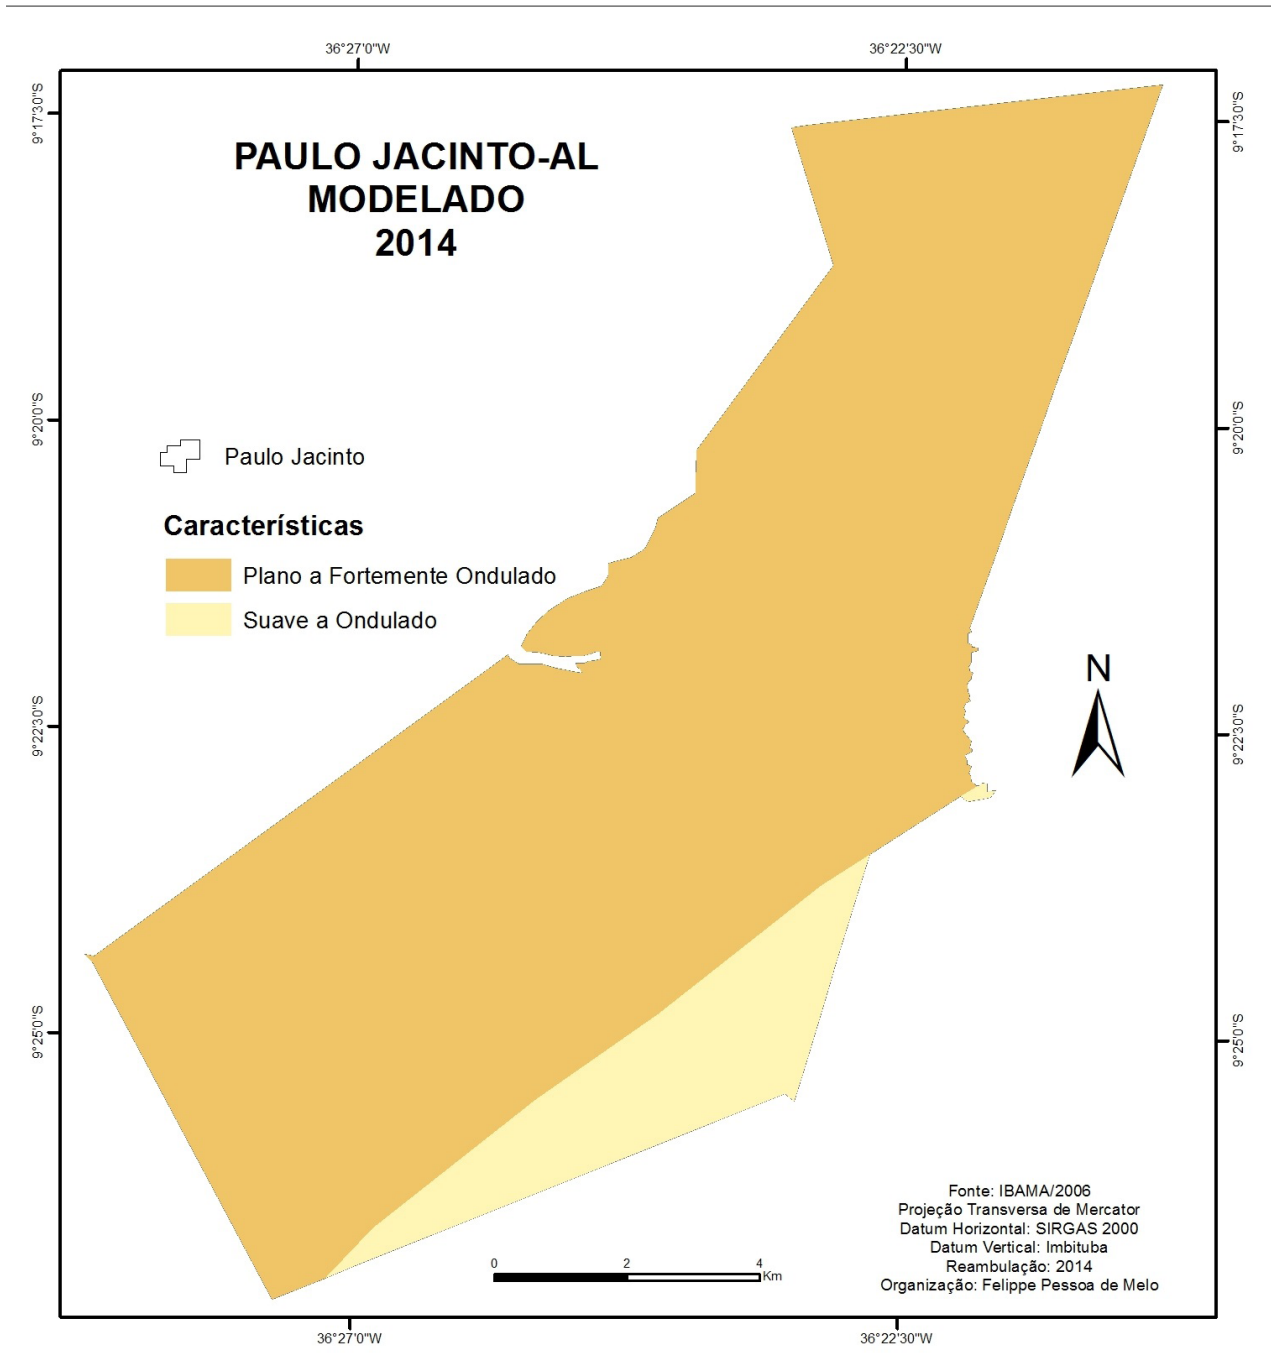 36°27'0"W
36°22'30"W
9°17'30"S
9°17'30"S
PAULO JACINTO-AL
MODELADO
2014
9°20'0"S
9°20'0"S
Paulo Jacinto
Características
Plano a Fortemente Ondulado
Suave a Ondulado
N
9°22'30"S
9°22'30"S
9°25'0"S
9°25'0"S
Fonte: IBAMA/2006
Projeção Transversa de Mercator
Datum Horizontal: SIRGAS 2000
Datum Vertical: Imbituba
Reambulação: 2014
Organização: Felippe Pessoa de Melo
0 2 4
Km
36°27'0"W
36°22'30"W